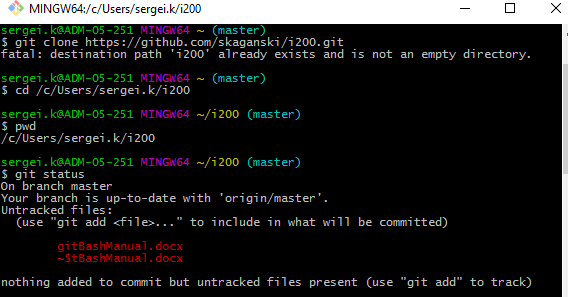 MINGW64:/c/Users/sergei.k/i200
sergei.k@ADM-05-251 MINGW64 ~ (master)
$ git clone https://github.com/skaganski/i200.git
fatal: destination path 'i200' already exists and is not an empty directory.
sergei.k@ADM-05-251 MINGW64 ~ (master)
$ cd /c/Users/sergei.k/i200
sergei.k@ADM-05-251 MINGW64 ~/i200 (master)
$ pwd
/c/Users/sergei.k/i200
sergei.k@ADM-05-251 MINGW64 ~/i200 (master)
$ git status
On branch master
Your branch is up-to-date with 'origin/master'.
Untracked files:
  (use "git add <file>..." to include in what will be committed)
        gitBashManual.docx
        ~$tBashManual.docx
nothing added to commit but untracked files present (use "git add" to track)